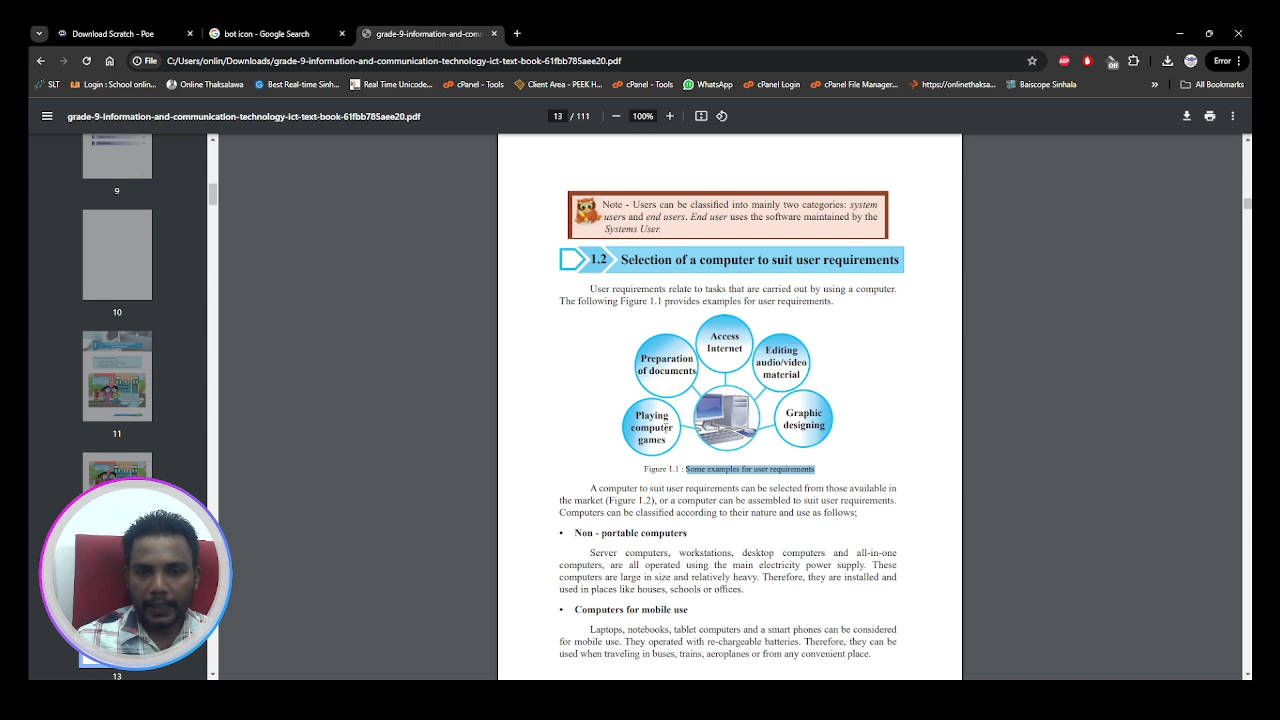 Download Scratch - Poe
bot icon - Google Search
grade-9-information-and-comm
File
C:/Users/onlin/Downloads/grade-9-information-and-communication-technology-ict-text-book-61fbb785aee20.pdf
ABP
Off
Error
SLT
Login : School onlin...
Online Thaksalawa
Best Real-time Sinh...
Real Time Unicode...
cPanel - Tools
Client Area - PEEK H...
cPanel - Tools
WhatsApp
cPanel Login
cPanel File Manager...
https://onlinethaksa...
Baiscope Sinhala
All Bookmarks
grade-9-information-and-communication-technology-ict-text-book-61fbb785aee20.pdf
13 / 111
100%
9
10
11
13
Note - Users can be classified into mainly two categories: system
users and end users. End user uses the software maintained by the
Systems User.
1.2 Selection of a computer to suit user requirements
User requirements relate to tasks that are carried out by using a computer.
The following Figure 1.1 provides examples for user requirements.
Access
Internet
Preparation
of documents
Editing
audio/video
material
Playing
computer
games
Graphic
designing
Figure 1.1 : Some examples for user requirements
A computer to suit user requirements can be selected from those available in
the market (Figure 1.2), or a computer can be assembled to suit user requirements.
Computers can be classified according to their nature and use as follows;
• Non - portable computers
Server computers, workstations, desktop computers and all-in-one
computers, are all operated using the main electricity power supply. These
computers are large in size and relatively heavy. Therefore, they are installed and
used in places like houses, schools or offices.
• Computers for mobile use
Laptops, notebooks, tablet computers and a smart phones can be considered
for mobile use. They operated with re-chargeable batteries. Therefore, they can be
used when traveling in buses, trains, aeroplanes or from any convenient place.